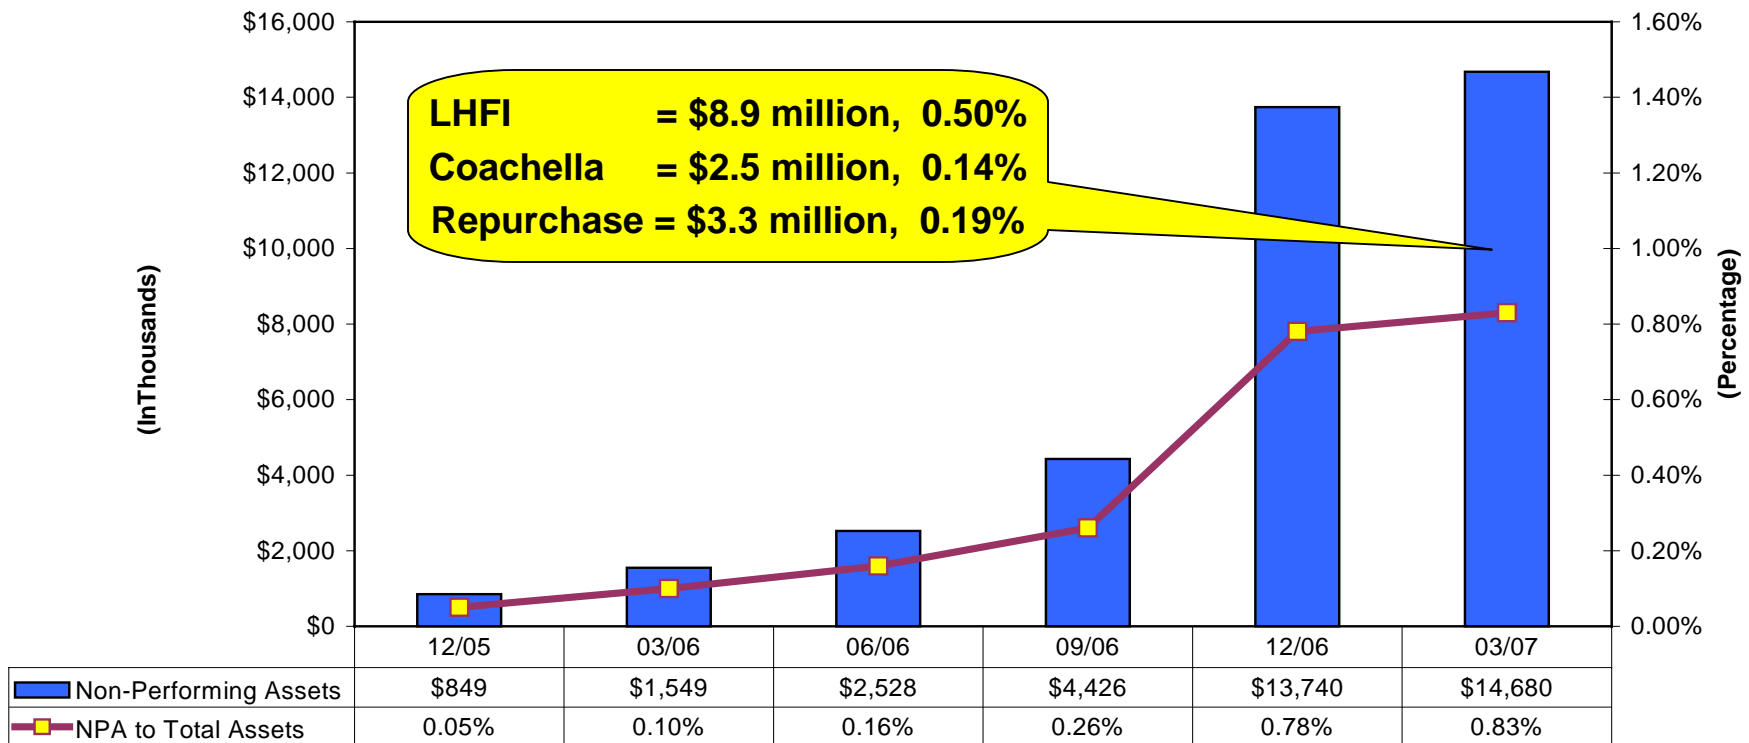 $16,000
$14,000
$12,000
$10,000
$8,000
$6,000
$4,000
$2,000
$0
(InThousands)
LHFI = $8.9 million, 0.50%
Coachella = $2.5 million, 0.14%
Repurchase = $3.3 million, 0.19%
1.60%
1.40%
1.20%
1.00%
0.80%
0.60%
0.40%
0.20%
0.00%
(Percentage)
12/05 03/06 06/06 09/06 12/06 03/07
Non-Performing Assets $849 $1,549 $2,528 $4,426 $13,740 $14,680
NPA to Total Assets 0.05% 0.10% 0.16% 0.26% 0.78% 0.83%